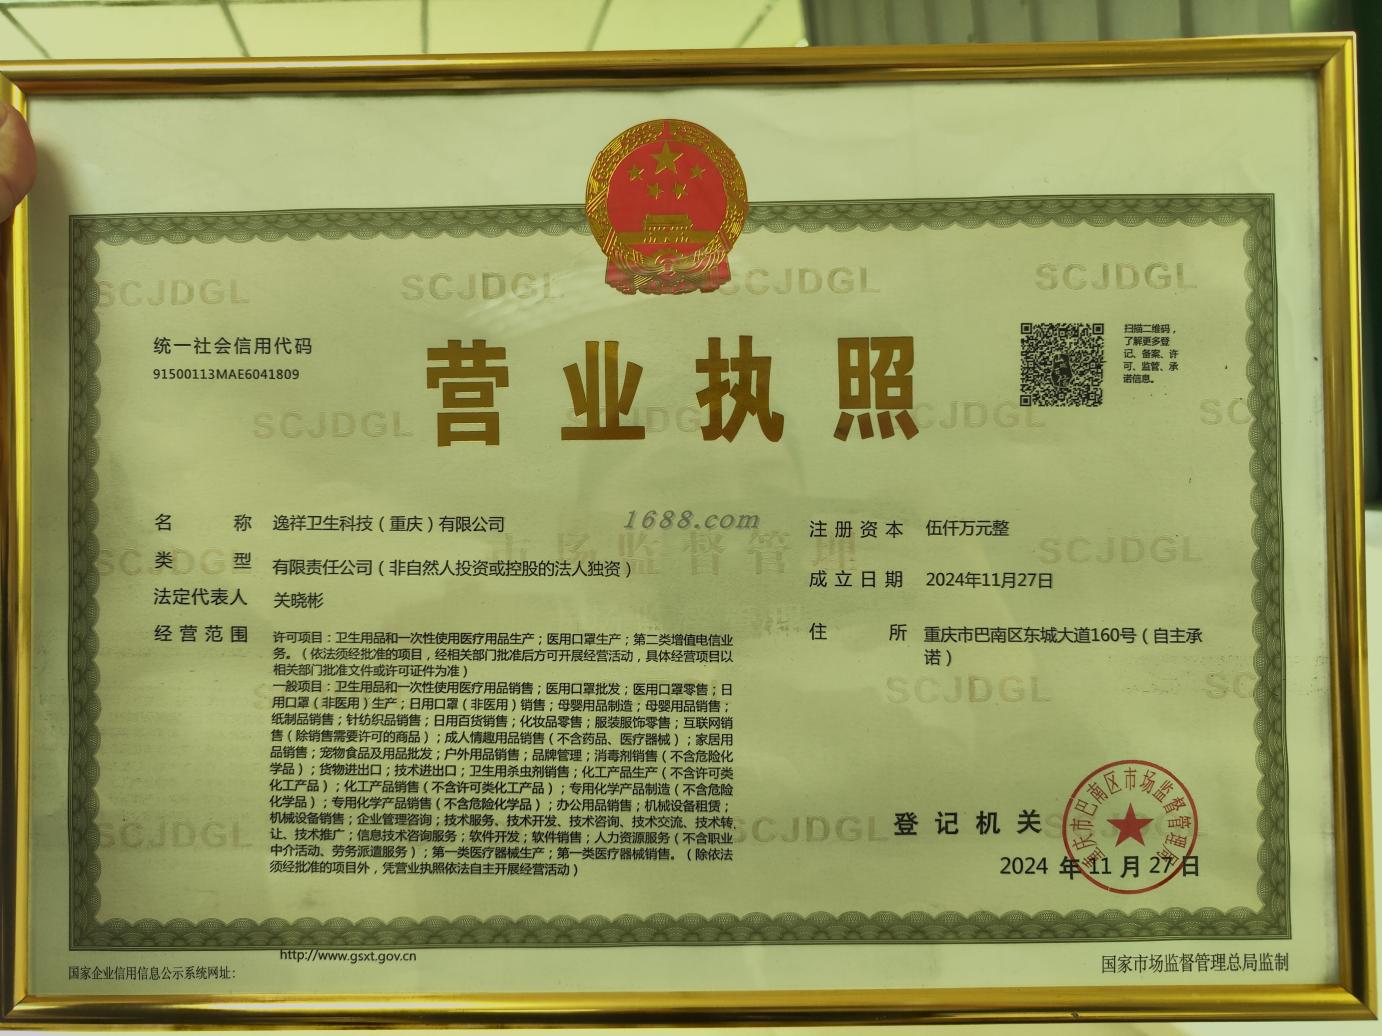 SCJDGL SCJDGL SCJDGL SCJDGL
统一社会信用代码
91500113MAE6041809
营业执照
扫描二维码，
了解更多登
记、备案、许
可、监管、承
诺信息。
SCJDGL SCJDG CJDGL SC
名称 逸祥卫生科技（重庆）有限公司
1688.com
注册资本 伍仟万元整
市场监督管理
类型 有限责任公司（非自然人投资或控股的法人独资）
SCJDGL SCJDGL
成立日期 2024年11月27日
法定代表人 关晓彬
住所 重庆市巴南区东城大道160号（自主承
诺）
经营范围 许可项目：卫生用品和一次性使用医疗用品生产；医用口罩生产；第二类增值电信业
务。（依法须经批准的项目，经相关部门批准后方可开展经营活动，具体经营项目以
相关部门批准文件或许可证件为准）
一般项目：卫生用品和一次性使用医疗用品销售；医用口罩批发；医用口罩零售；日
用口罩（非医用）生产；日用口罩（非医用）销售；母婴用品制造；母婴用品销售；
纸制品销售；针纺织品销售；日用百货销售；化妆品零售；服装服饰零售；互联网销
售（除销售需要许可的商品）；成人情趣用品销售（不含药品、医疗器械）；家居用
品销售；宠物食品及用品批发；户外用品销售；品牌管理；消毒剂销售（不含危险化
学品）；货物进出口；技术进出口；卫生用杀虫剂销售；化工产品生产（不含许可类
化工产品）；化工产品销售（不含许可类化工产品）；专用化学产品制造（不含危险
化学品）；专用化学产品销售（不含危险化学品）；办公用品销售；机械设备租赁；
机械设备销售；企业管理咨询；技术服务、技术开发、技术咨询、技术交流、技术转
让、技术推广；信息技术咨询服务；软件开发；软件销售；人力资源服务（不含职业
中介活动、劳务派遣服务）；第一类医疗器械生产；第一类医疗器械销售。（除依法
须经批准的项目外，凭营业执照依法自主开展经营活动）
SCJDGL SC
SCJDGL SCJDGL
登记机关
重庆市巴南区市场监督管理局
2024 年 11 月 27 日
国家企业信用信息公示系统网址： http://www.gsxt.gov.cn
国家市场监督管理总局监制